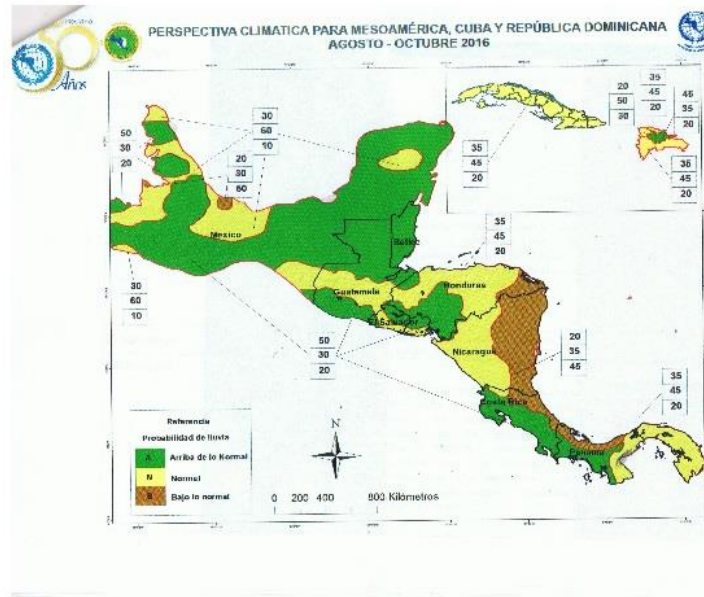 Años
PERSPECTIVA CLIMATICA PARA MESOAMÉRICA, CUBA Y REPÚBLICA DOMINICANA
AGOSTO - OCTUBRE 2016
30
60
10
50
30
20
20
30
50
20
50
30
35
45
20
45
35
20
35
45
20
35
45
20
Mexico
Belice
35
45
20
Guatemala
Honduras
El Salvador
30
60
10
50
30
20
Nicaragua
20
35
45
Costa Rica
35
45
20
Panama
Referencia
Probabilidad de lluvia
A Arriba de lo Normal
N Normal
B Bajo lo normal
N
0 200 400 800 Kilómetros